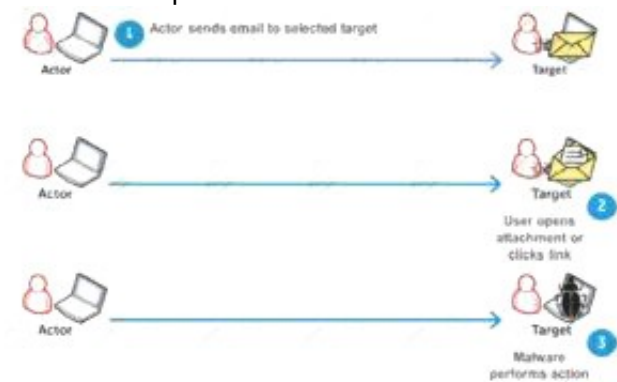 1
Actor sends email to selected target
Actor
Target
Actor
Target
2
User opens
attachment or
clicks link
Actor
Target
3
Malware
performs action